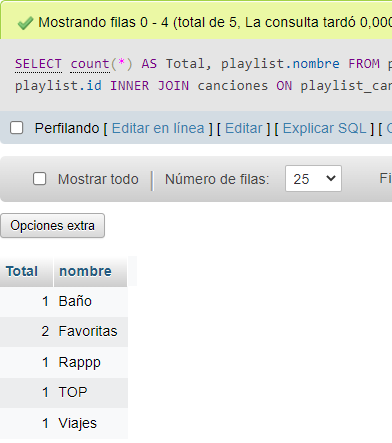 Mostrando filas 0 - 4 (total de 5, La consulta tardó 0,000
SELECT count(*) AS Total, playlist.nombre FROM
playlist.id INNER JOIN canciones ON playlist_can
Perfilando [ Editar en línea ] [ Editar ] [ Explicar SQL ] [
Mostrar todo Número de filas: 25 Fi
Opciones extra
Total nombre
1 Baño
2 Favoritas
1 Rappp
1 TOP
1 Viajes